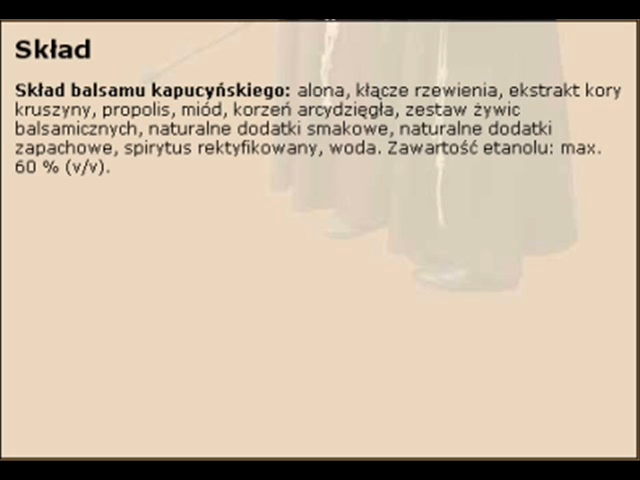 Skład
Skład balsamu kapucyńskiego: alona, kłącze rzewienia, ekstrakt kory
kruszyny, propolis, miód, korzeń arcydzięgła, zestaw żywic
balsamicznych, naturalne dodatki smakowe, naturalne dodatki
zapachowe, spirytus rektyfikowany, woda. Zawartość etanolu: max.
60 % (v/v).